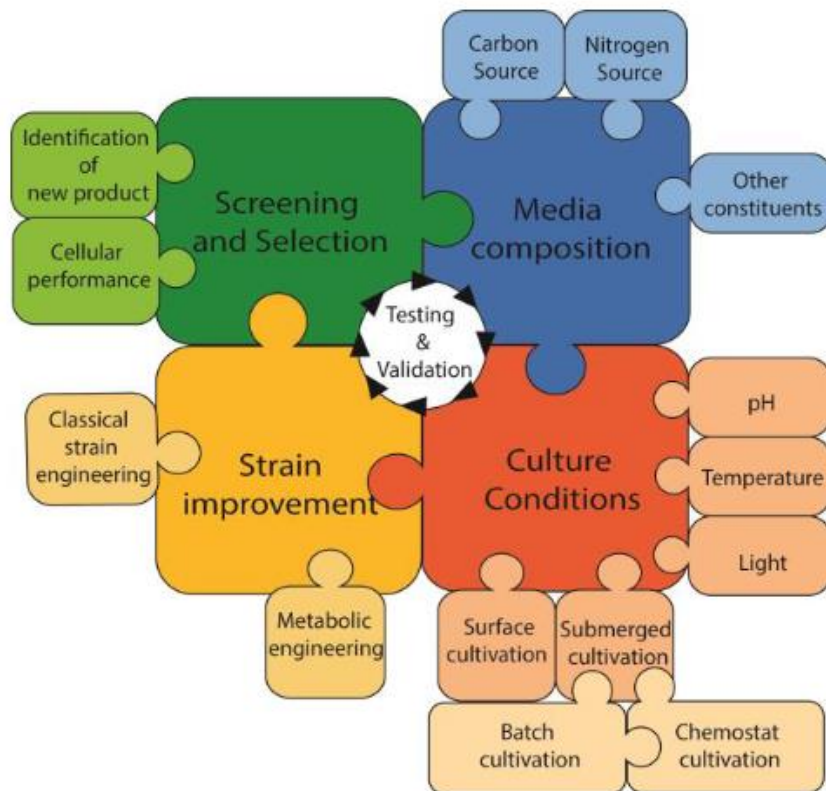 Carbon
Source
Nitrogen
Source
Identification
of
new product
Screening
and Selection
Media
composition
Other
constituents
Cellular
performance
Testing
&
Validation
Classical
strain
engineering
Strain
improvement
Culture
Conditions
pH
Temperature
Light
Metabolic
engineering
Surface
cultivation
Submerged
cultivation
Batch
cultivation
Chemostat
cultivation